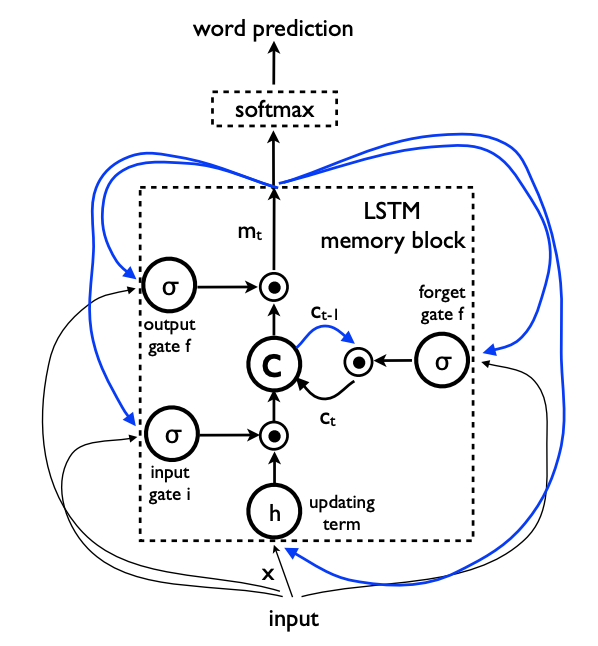 word prediction
softmax
LSTM
memory block
mt
σ
output
gate f
ct-1
forget
gate f
C
σ
ct
σ
input
gate i
h
updating
term
x
input